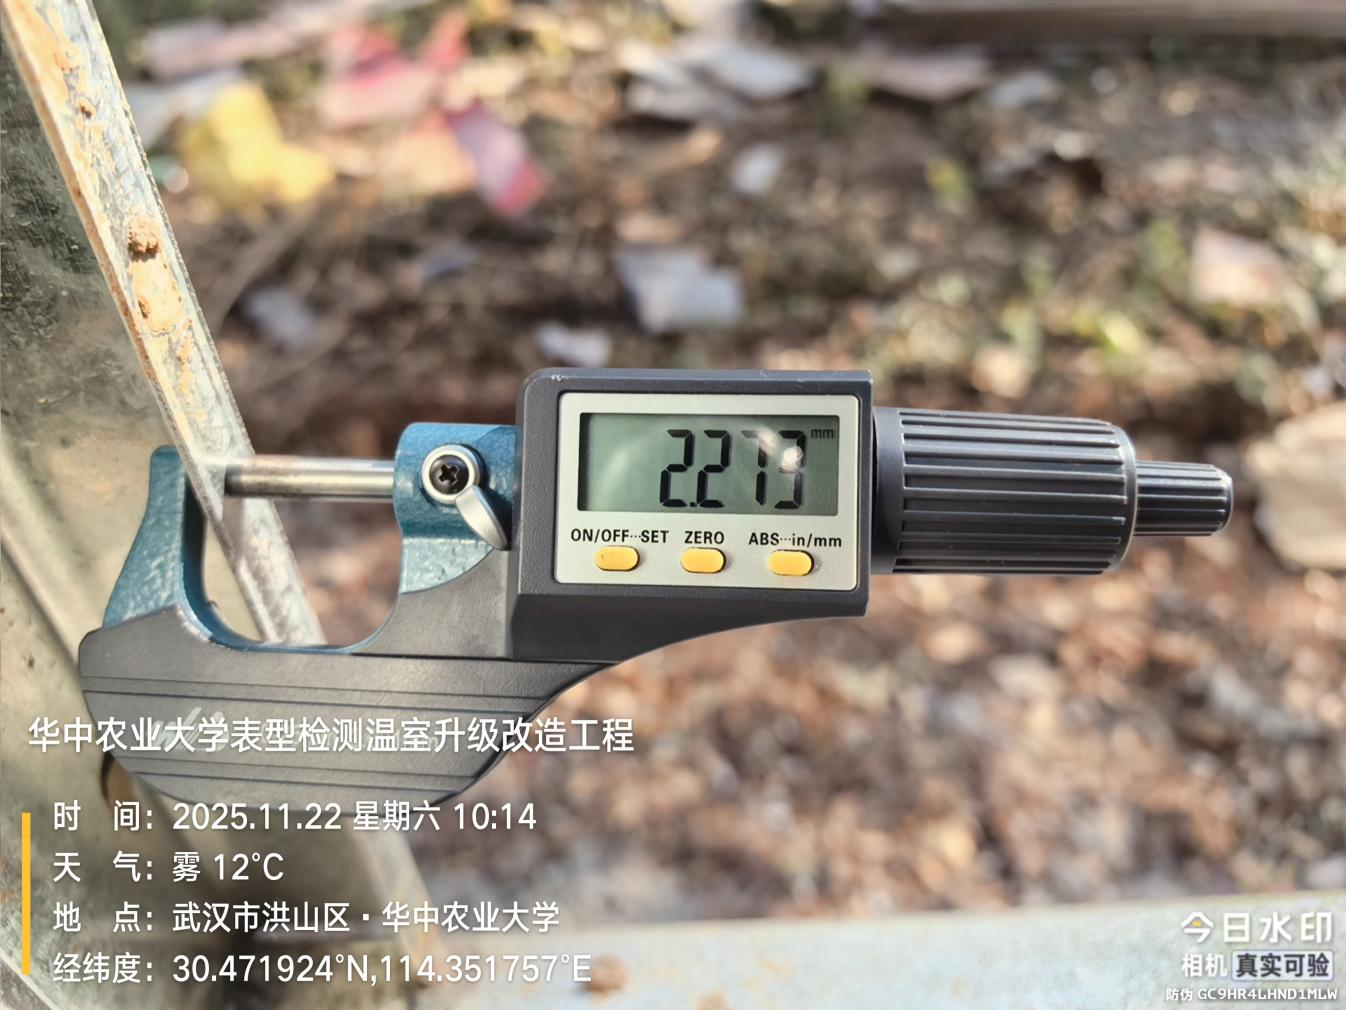 2.273 mm
ON/OFF···SET ZERO ABS···in/mm
华中农业大学表型检测温室升级改造工程
时 间：2025.11.22 星期六 10:14
天 气：雾 12°C
地 点：武汉市洪山区·华中农业大学
经纬度：30.471924°N,114.351757°E
今日水印
相机 真实可验
防伪 GC9HR4LHND1MLW